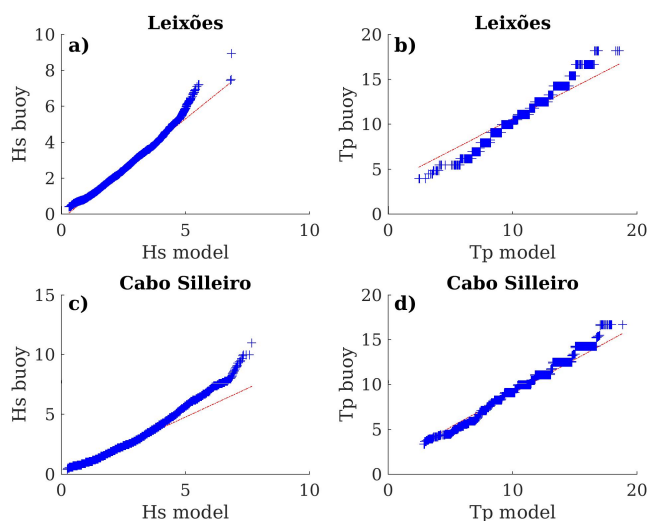 Leixões
a)
10
8
6
4
2
0
0 5 10
Hs buoy
Hs model
Leixões
b)
20
15
10
5
0
0 10 20
Tp buoy
Tp model
Cabo Silleiro
c)
15
10
5
0
0 5 10
Hs buoy
Hs model
Cabo Silleiro
d)
20
15
10
5
0
0 10 20
Tp buoy
Tp model